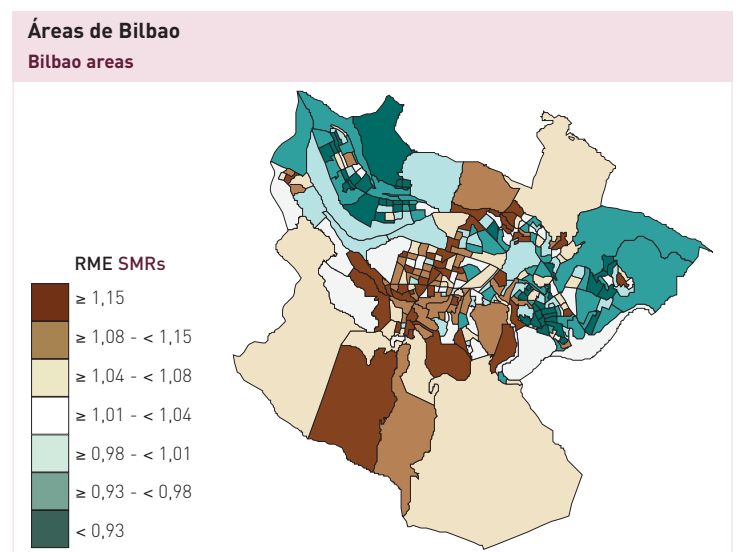 Áreas de Bilbao
Bilbao areas
RME SMRs
≥ 1,15
≥ 1,08 - < 1,15
≥ 1,04 - < 1,08
≥ 1,01 - < 1,04
≥ 0,98 - < 1,01
≥ 0,93 - < 0,98
< 0,93